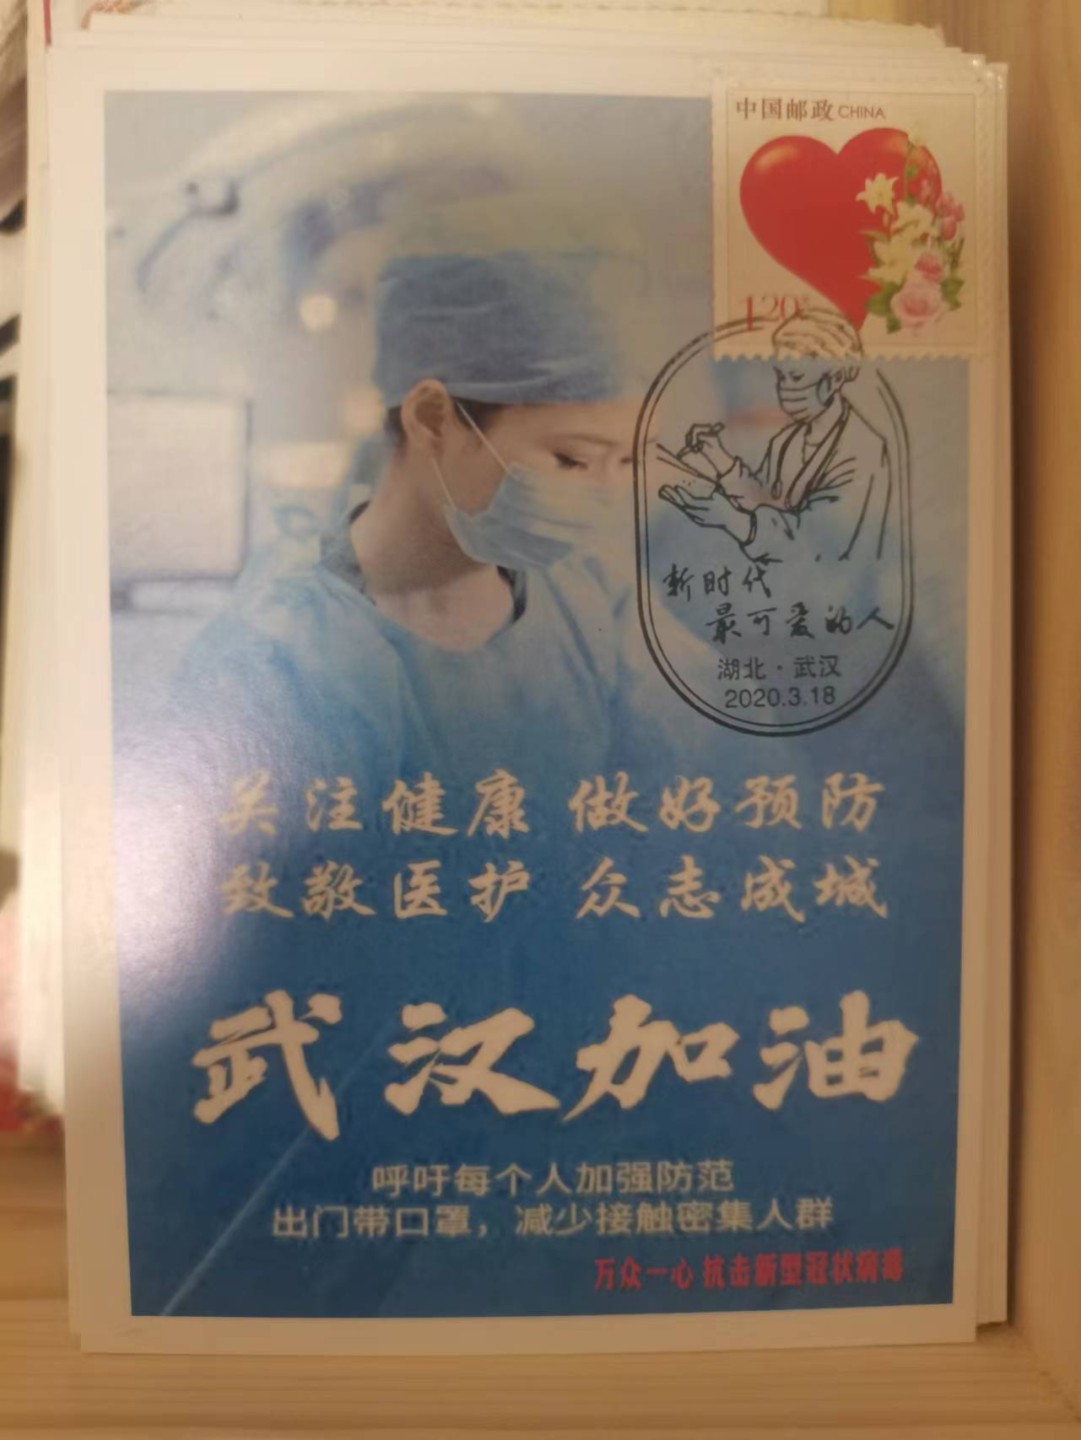 中国邮政 CHINA
1.20元
新时代
最可爱的人
湖北·武汉
2020.3.18
关注健康 做好预防
致敬医护 众志成城
武汉加油
呼吁每个人加强防范
出门带口罩，减少接触密集人群
万众一心 抗击新型冠状病毒